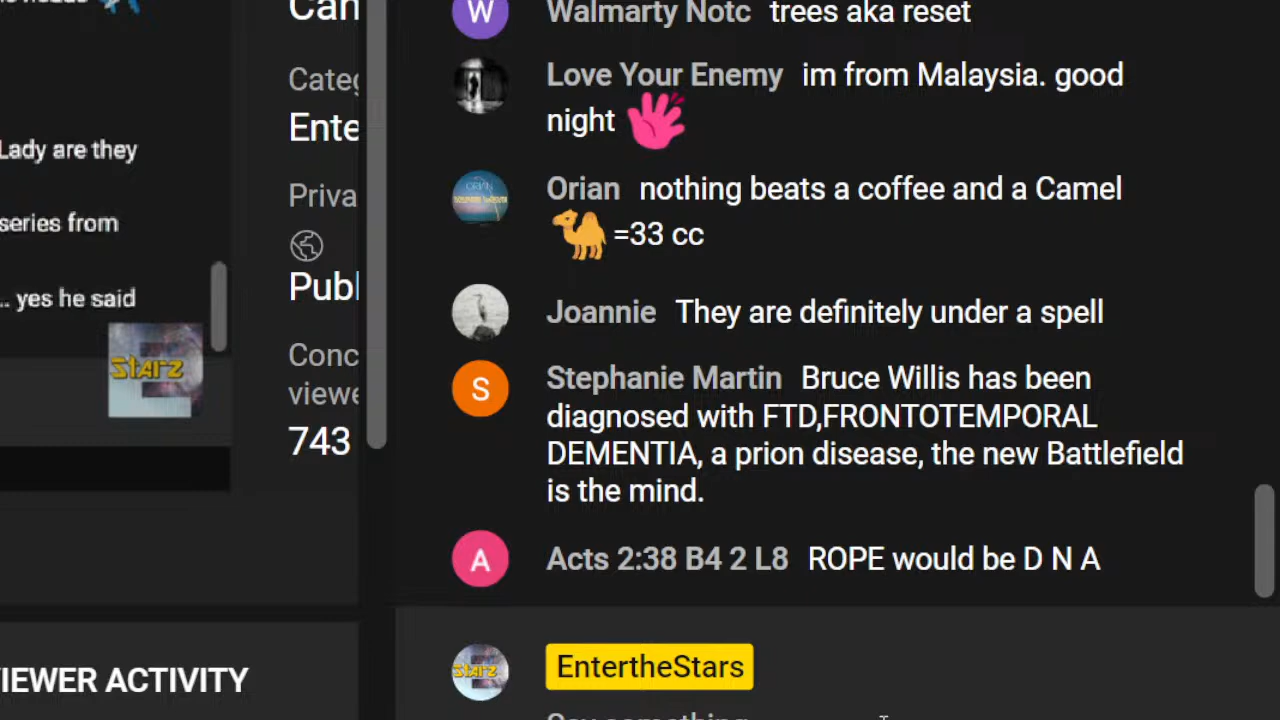 Lady are they
series from
.. yes he said
Starz
Can
Ente
Priva
Publ
Conc
viewe
743
VIEWER ACTIVITY
W
Walmarty Notc trees aka reset
Love Your Enemy im from Malaysia. good
night
Orian nothing beats a coffee and a Camel
=33 cc
Joannie They are definitely under a spell
S
Stephanie Martin Bruce Willis has been
diagnosed with FTD,FRONTOTEMPORAL
DEMENTIA, a prion disease, the new Battlefield
is the mind.
A
Acts 2:38 B4 2 L8 ROPE would be D N A
Starz
EntertheStars